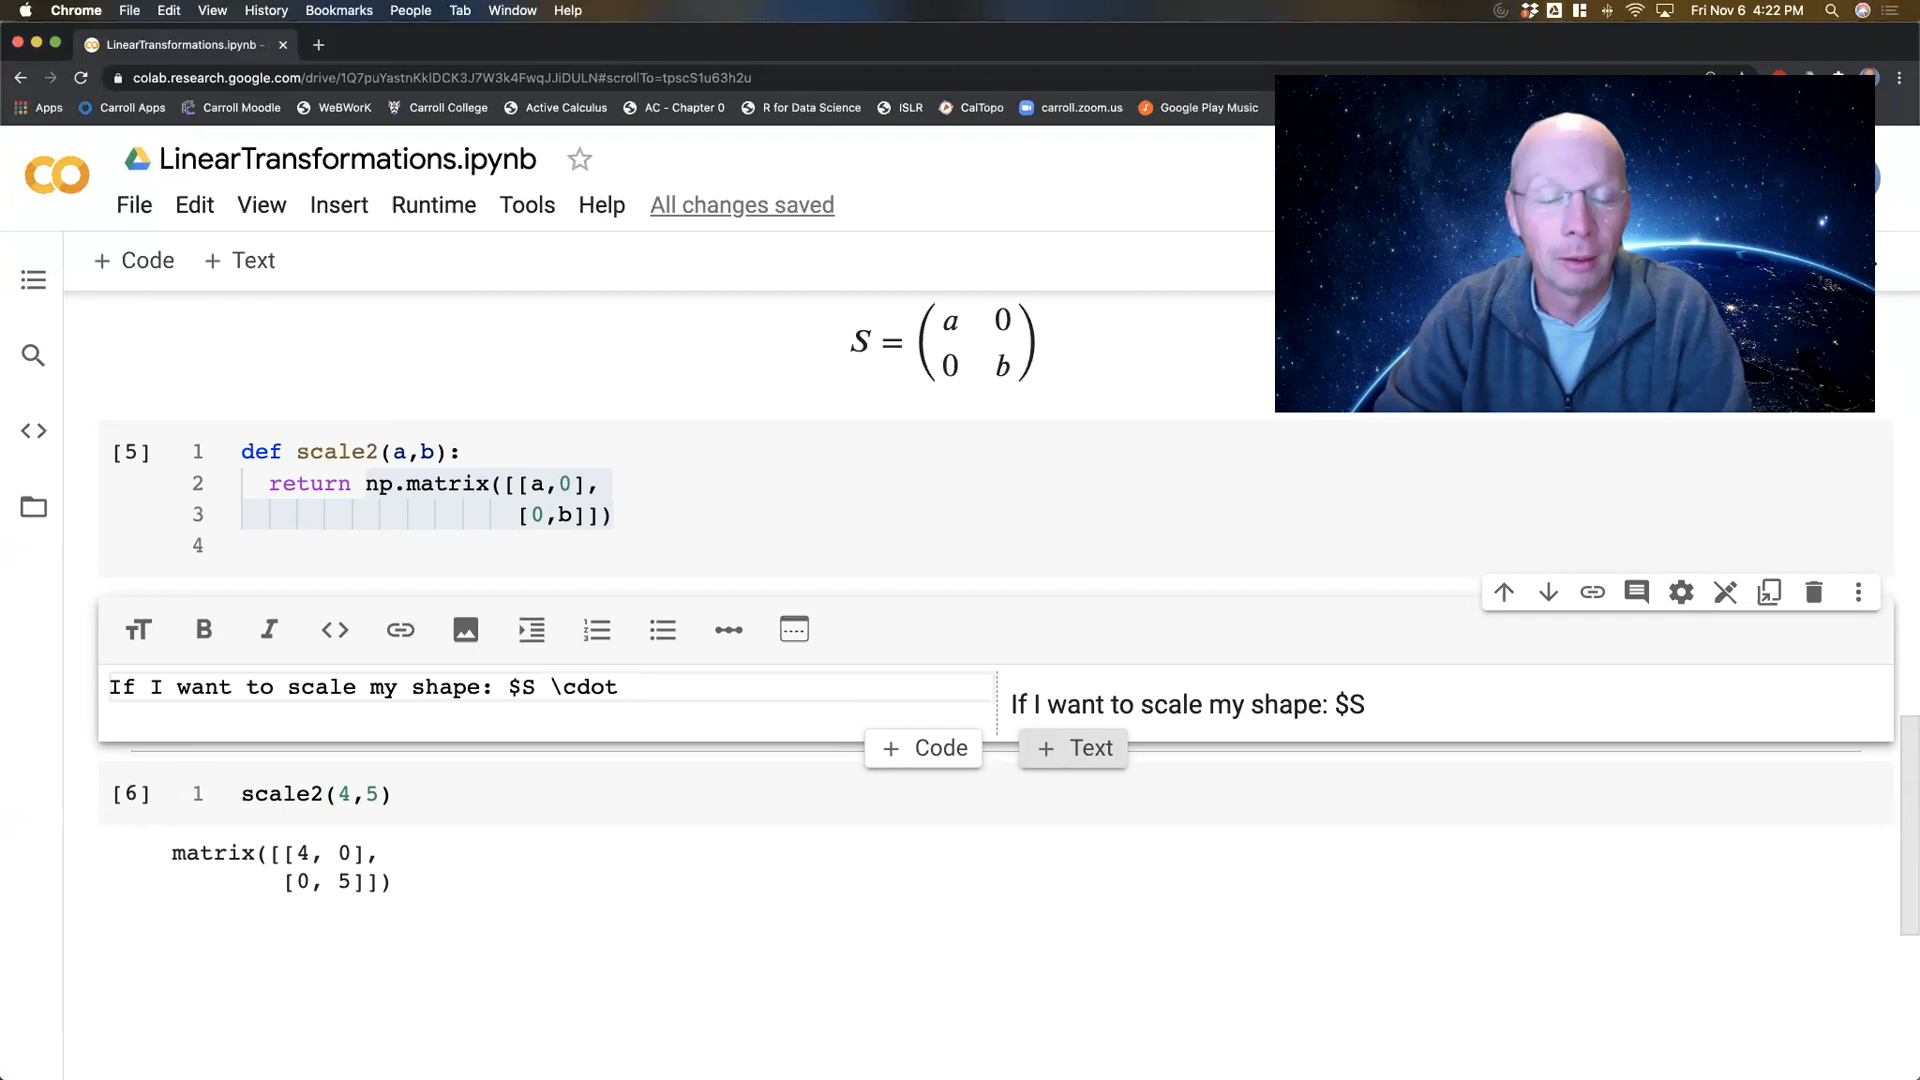 Chrome File Edit View History Bookmarks People Tab Window Help Fri Nov 6 4:22 PM
LinearTransformations.ipynb -
colab.research.google.com/drive/1Q7puYastnKklDCK3J7W3k4FwqJJiDULN#scrollTo=tpscS1u63h2u
Apps Carroll Apps Carroll Moodle WeBWorK Carroll College Active Calculus AC - Chapter 0 R for Data Science ISLR CalTopo carroll.zoom.us Google Play Music
CO LinearTransformations.ipynb
File Edit View Insert Runtime Tools Help All changes saved
+ Code + Text
S = ( a 0
0 b )
[5] 1 def scale2(a,b):
2 return np.matrix([[a,0],
3 [0,b]])
4
If I want to scale my shape: $S \cdot
If I want to scale my shape: $S
+ Code + Text
[6] 1 scale2(4,5)
matrix([[4, 0],
[0, 5]])